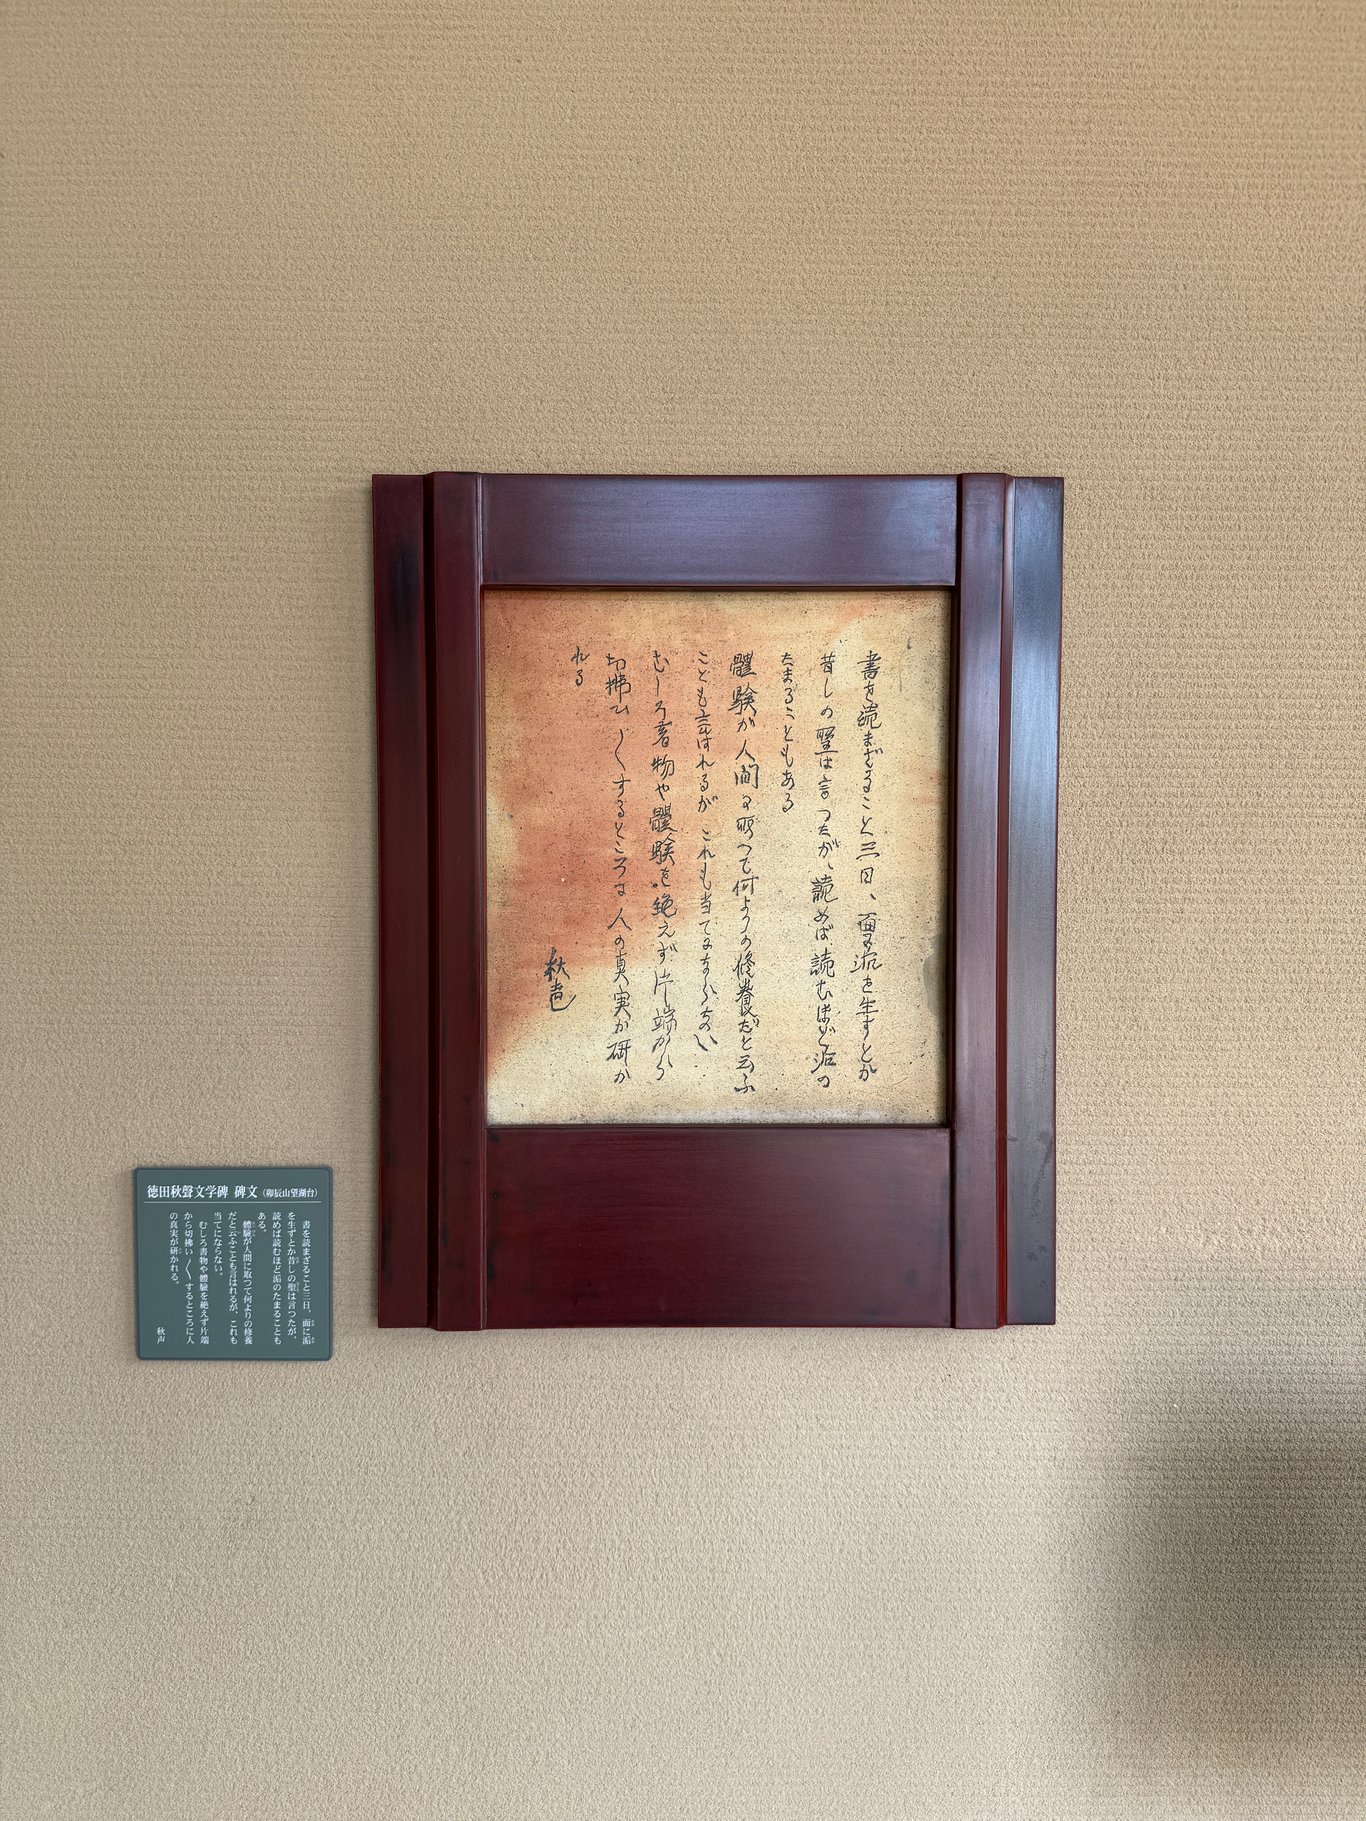 書を読まざること三日、面に垢を生ずとか
昔しの聖は言つたが、読めば読むほど垢の
たまることもある
體験が人間に取つて何よりの修養だと云ふ
ことも言はれるが これも当てにならない
むしろ書物や體験を絶えず片端から
切拂ひ〳〵するところに人の真実が研か
れる
秋声
徳田秋聲文学碑 碑文(卯辰山望湖台)
書を読まざること三日、面に垢
を生ずとか昔しの聖は言つたが、
読めば読むほど垢のたまることも
ある。
體驗が人間に取つて何よりの修養
だと云ふことも言はれるが、これも
当てにならない。
むしろ書物や體驗を絶えず片端
から切拂い〳〵するところに人
の真実が研かれる。
秋声